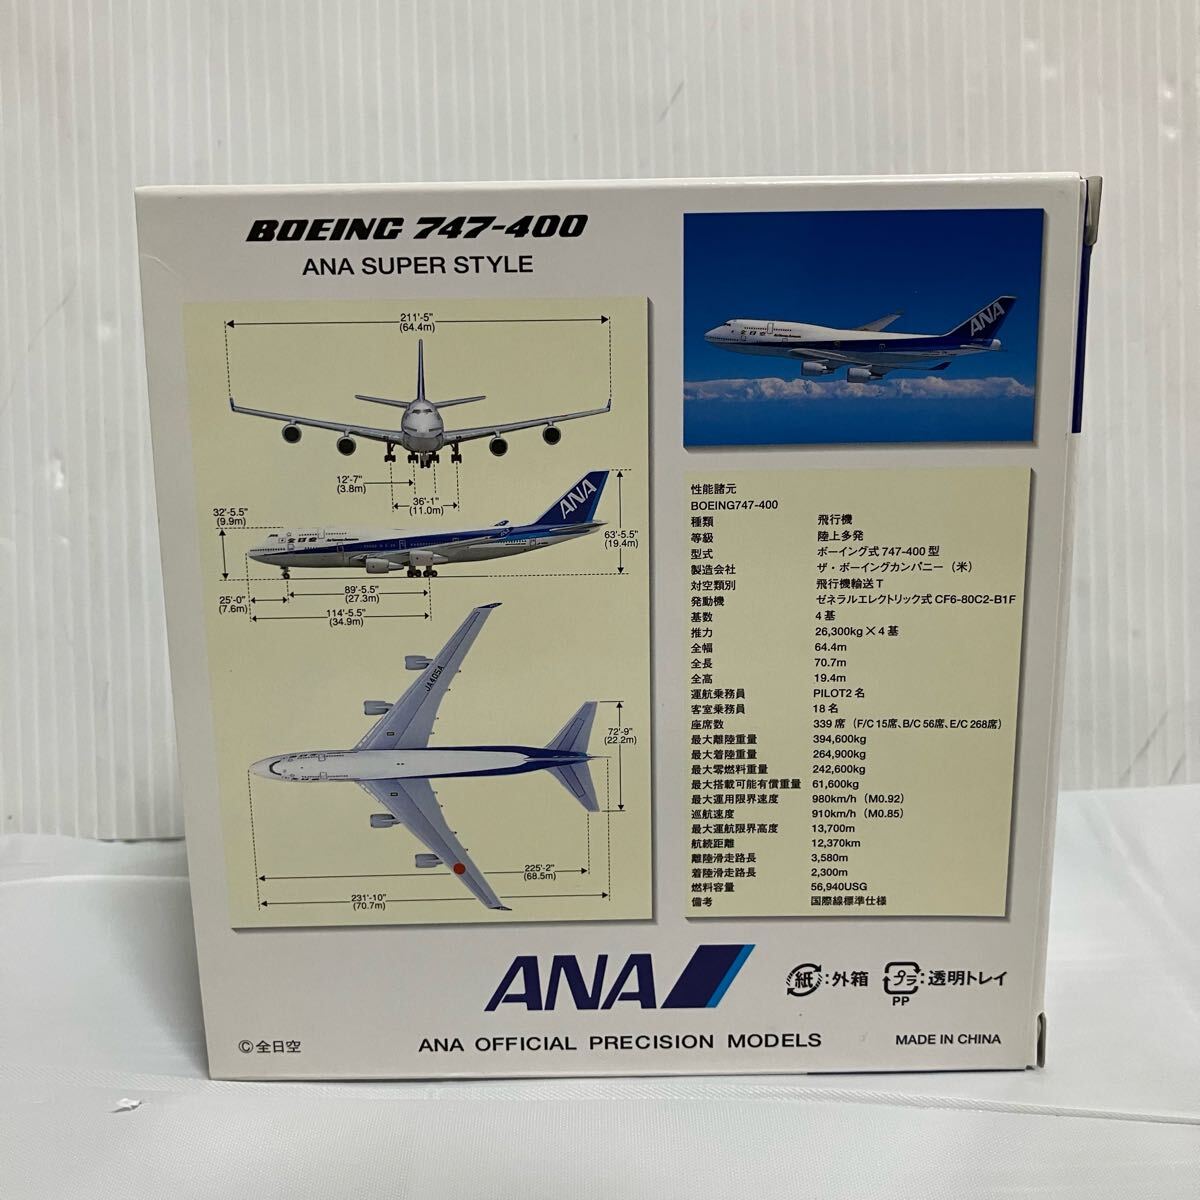 BOEING 747-400
ANA SUPER STYLE
211'-5"
(64.4m)
12'-7"
(3.8m)
36'-1"
(11.0m)
32'-5.5"
(9.9m)
ANA
全日空
63'-5.5"
(19.4m)
25'-0"
(7.6m)
89'-5.5"
(27.3m)
114'-5.5"
(34.9m)
JA405A
72'-9"
(22.2m)
225'-2"
(68.5m)
231'-10"
(70.7m)
ANA
全日空
性能諸元
BOEING747-400
種類 飛行機
等級 陸上多発
型式 ボーイング式 747-400 型
製造会社 ザ・ボーイングカンパニー（米）
対空類別 飛行機輸送 T
発動機 ゼネラルエレクトリック式 CF6-80C2-B1F
基数 4 基
推力 26,300kg × 4 基
全幅 64.4m
全長 70.7m
全高 19.4m
運航乗務員 PILOT2 名
客室乗務員 18 名
座席数 339 席（F/C 15席、B/C 56席、E/C 268席）
最大離陸重量 394,600kg
最大着陸重量 264,900kg
最大零燃料重量 242,600kg
最大搭載可能有償重量 61,600kg
最大運用限界速度 980km/h（M0.92）
巡航速度 910km/h（M0.85）
最大運航限界高度 13,700m
航続距離 12,370km
離陸滑走路長 3,580m
着陸滑走路長 2,300m
燃料容量 56,940USG
備考 国際線標準仕様
ANA
紙:外箱 プラ:透明トレイ
PP
©全日空
ANA OFFICIAL PRECISION MODELS
MADE IN CHINA